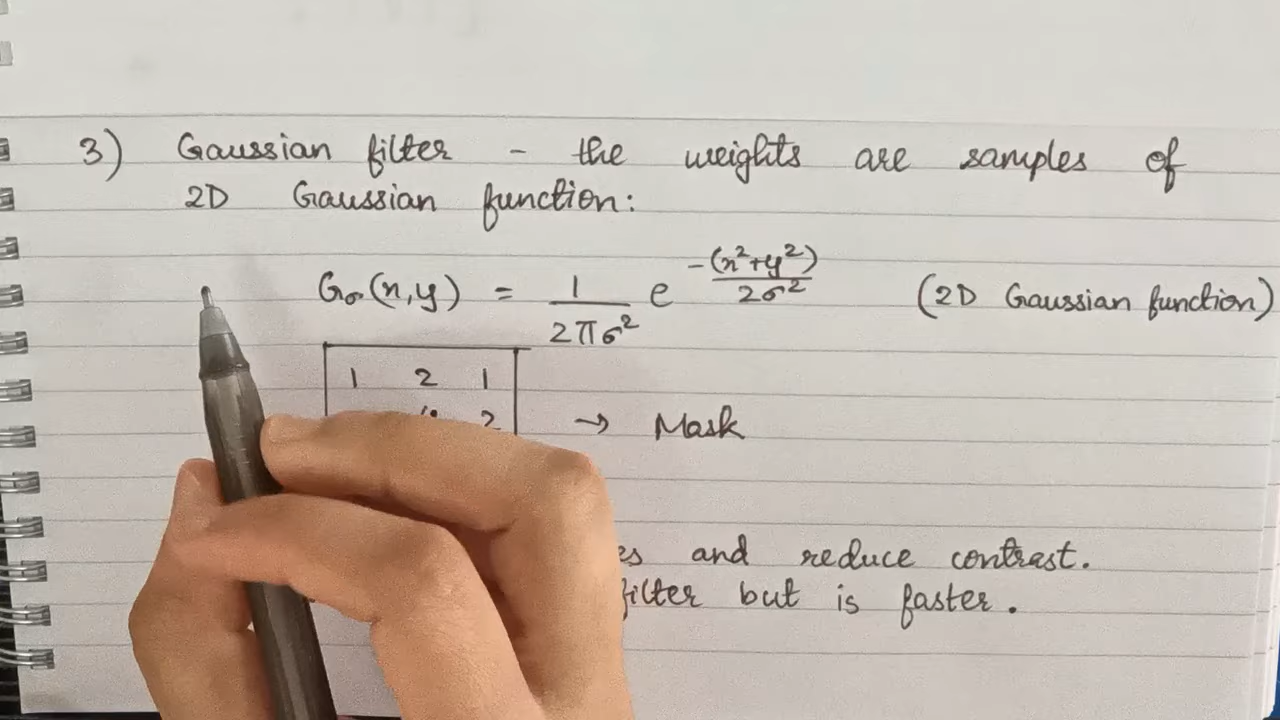 3) Gaussian filter - the weights are samples of
2D Gaussian function:
Gσ(x,y) = 1/2πσ² e^-(x²+y²)/2σ² (2D Gaussian function)
1 2 1
2 → Mask
and reduce contrast.
filter but is faster.